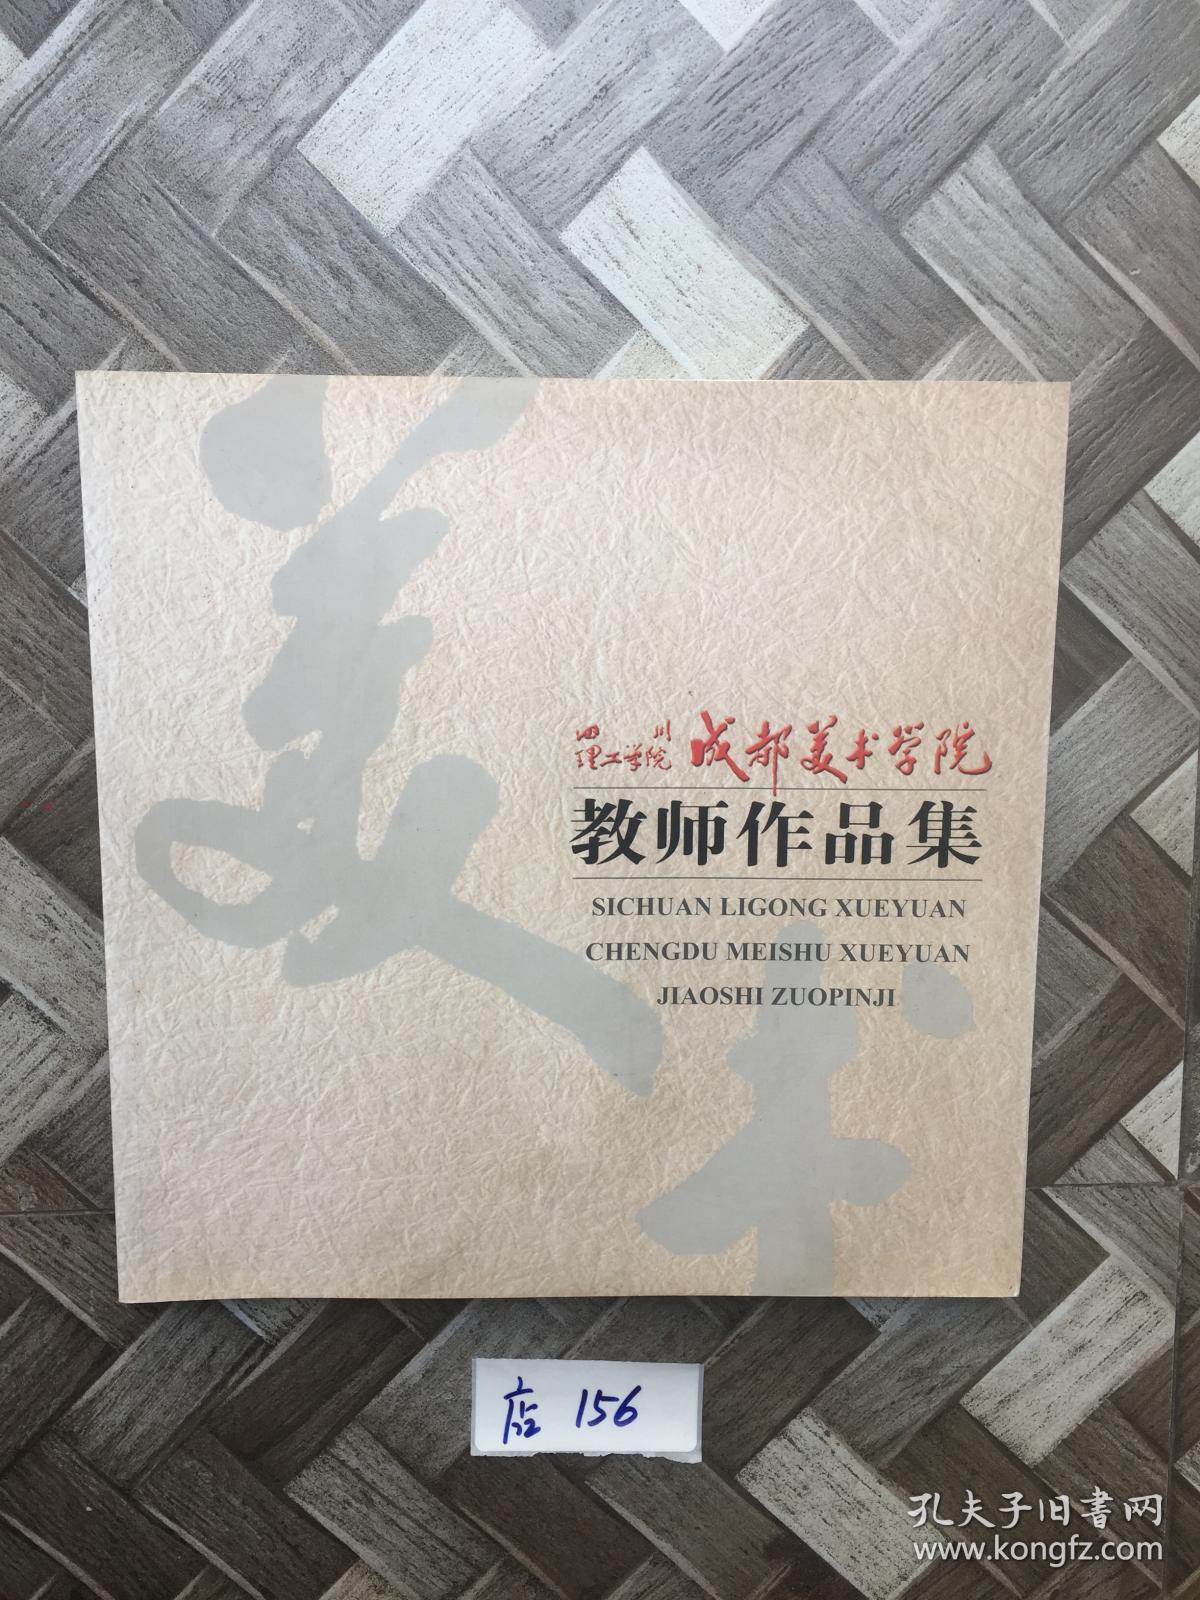 四川
理工学院 成都美术学院
教师作品集
SICHUAN LIGONG XUEYUAN
CHENGDU MEISHU XUEYUAN
JIAOSHI ZUOPINJI
美术
店 156
孔夫子旧书网
www.kongfz.com